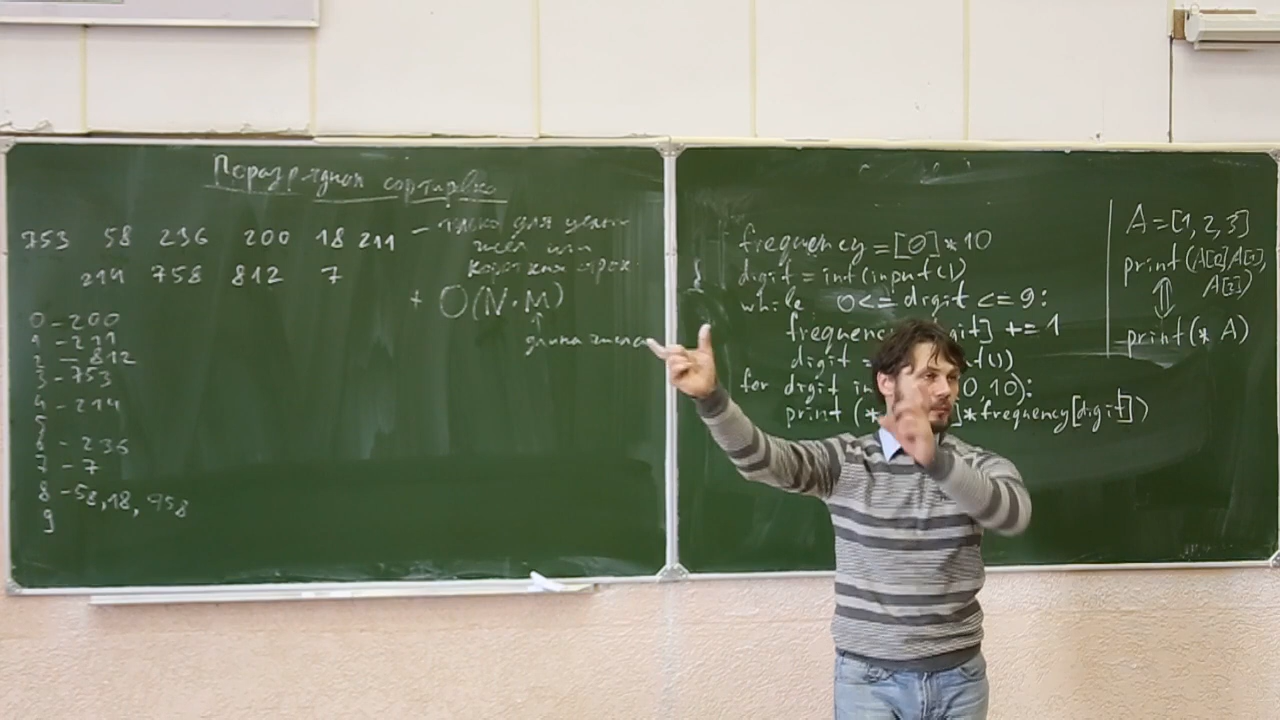 Поразрядная сортировка
753 58 236 200 18 211
214 758 812 7
- только для целых
чисел или
коротких строк.
+ O(N·M)
↑
длина числа
0-200
1-211
2-812
3-753
4-214
5
6-236
7-7
8-58,18,758
9
frequency=[0]*10
digit = int(input())
while 0<= digit <= 9:
digit] += 1
digit =
for digit in 0,10):
print (* ]*frequency[digit])
A=[1,2,3]
print(A[0],A[1],
A[2])
⇕
print(* A)